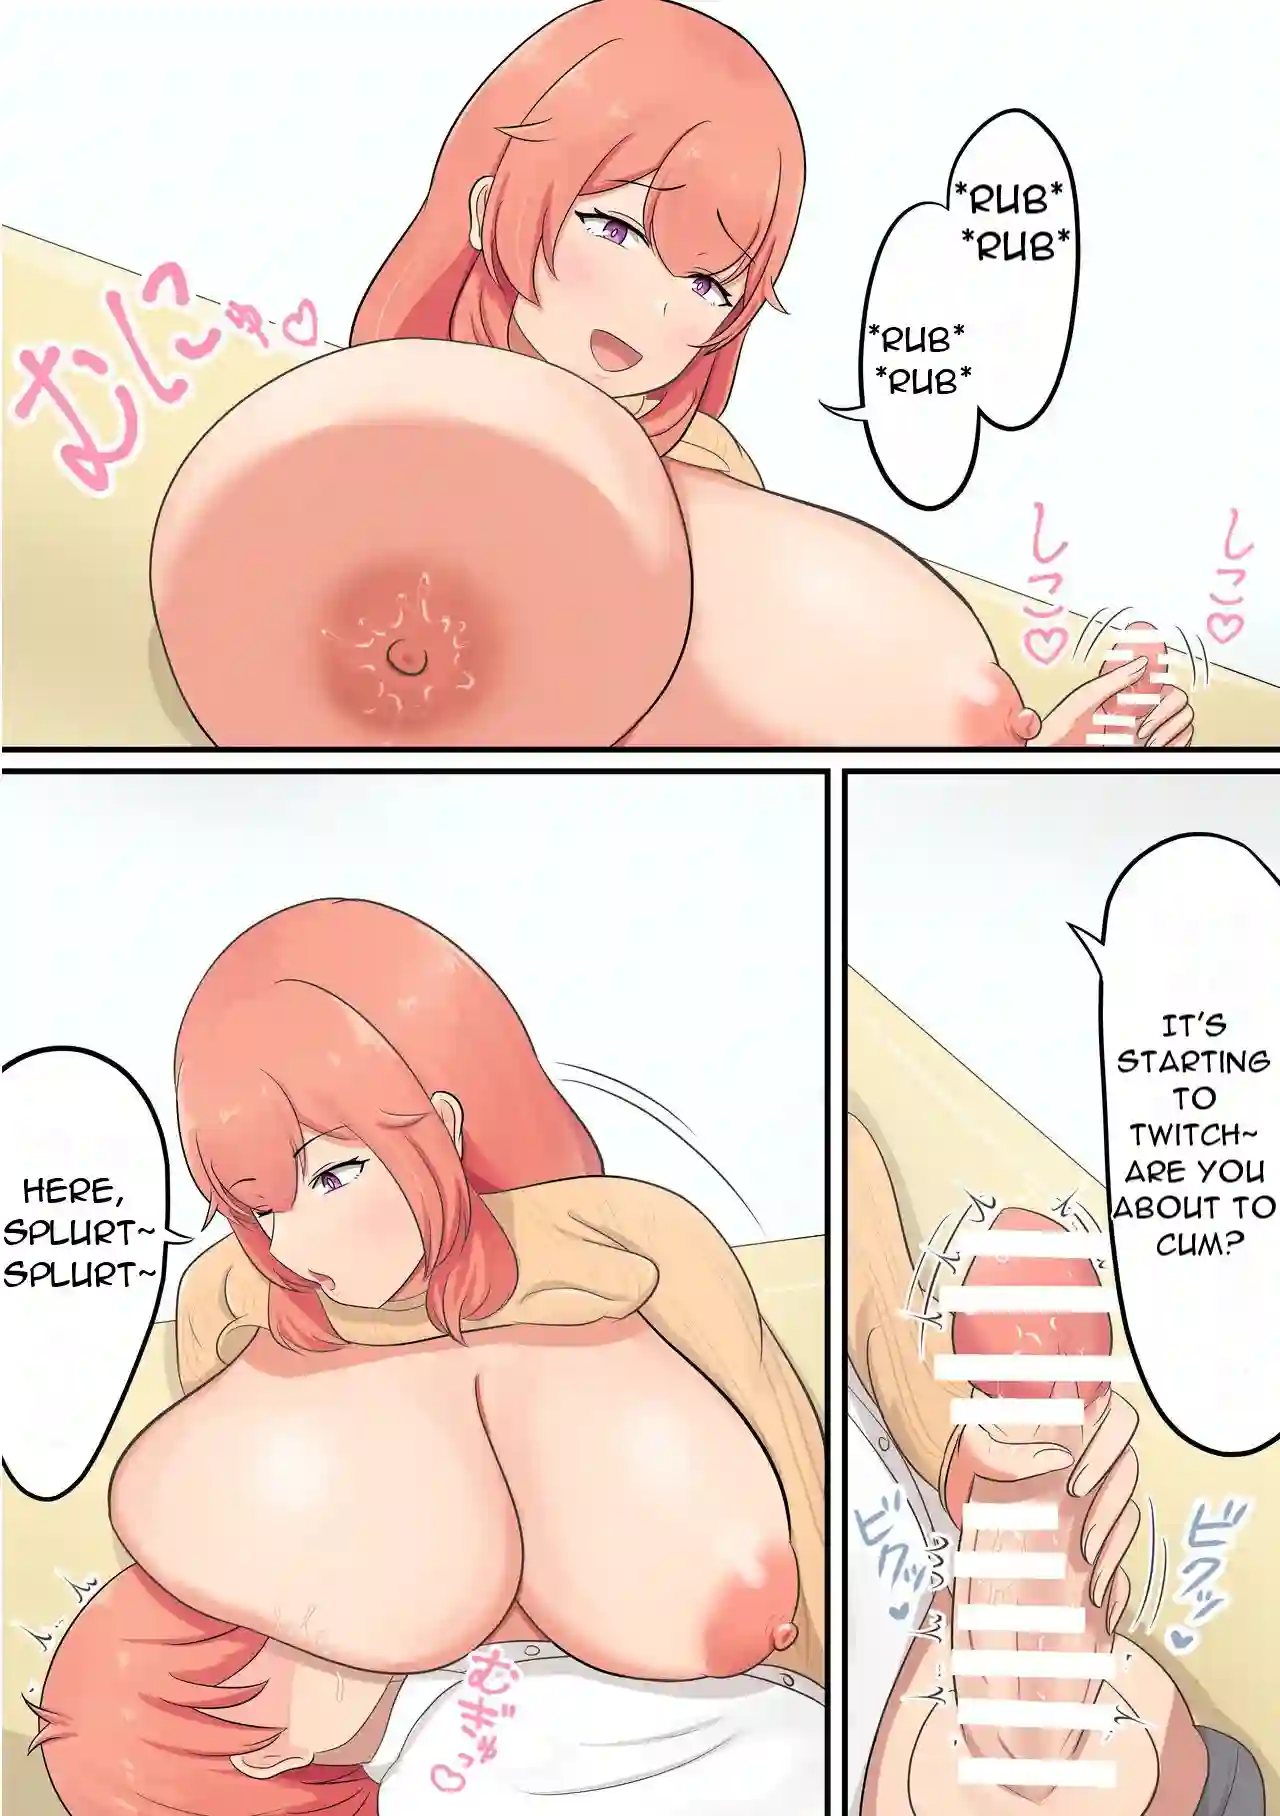 *RUB*
*RUB*
*RUB*
*RUB*
むにゅ♡
しこ♡
しこ♡
IT'S
STARTING
TO
TWITCH~
ARE YOU
ABOUT TO
CUM?
ビクッ♥
ビクッ♥
HERE,
SPLURT~
SPLURT~
むぎゅっ♡